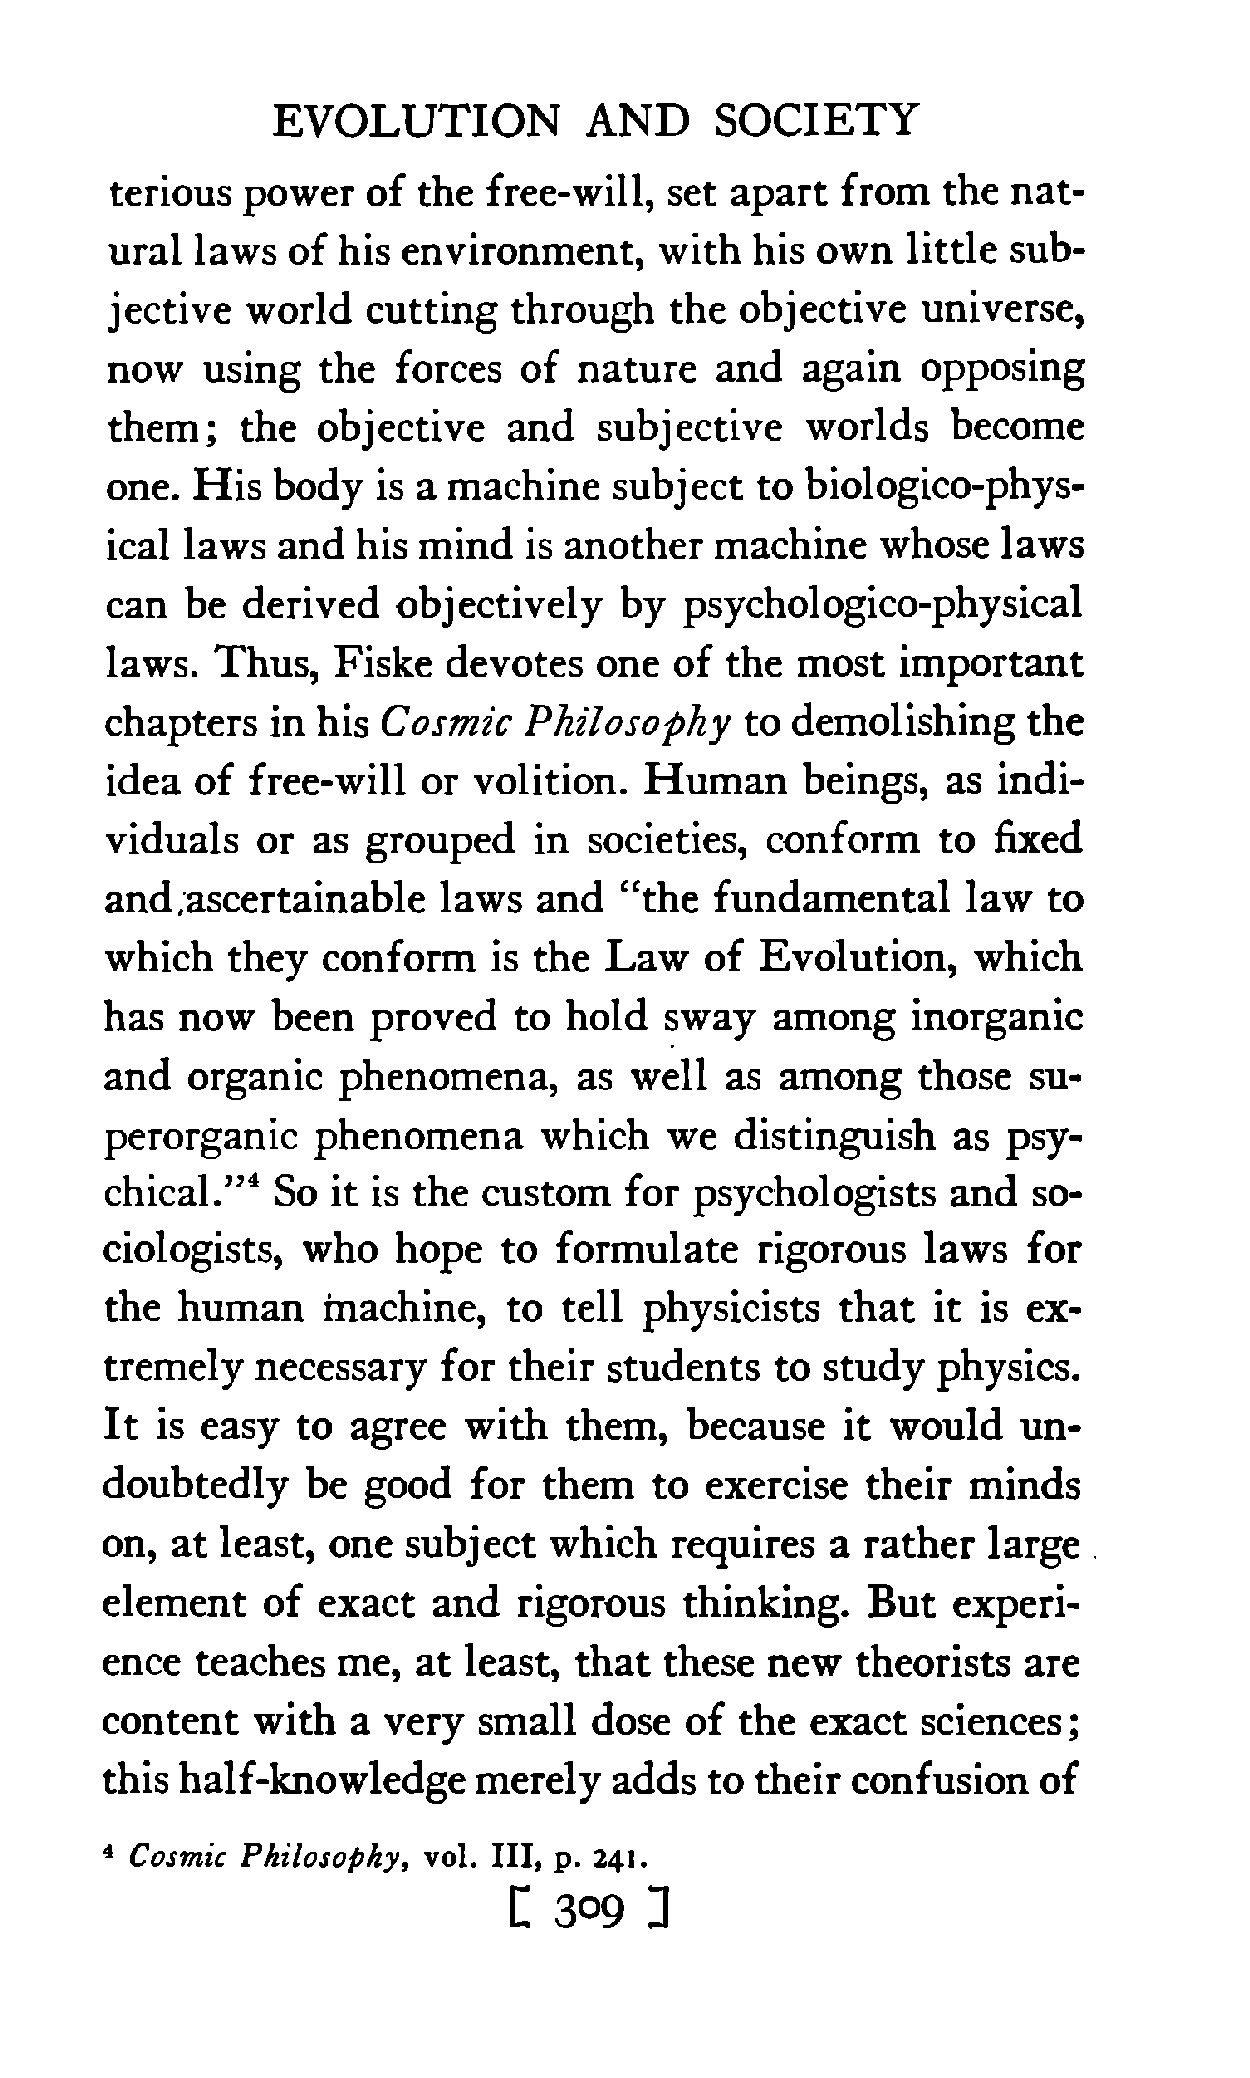 EVOLUTION AND SOCIETY
terious power of the free-will, set apart from the nat-
ural laws of his environment, with his own little sub-
jective world cutting through the objective universe,
now using the forces of nature and again opposing
them; the objective and subjective worlds become
one. His body is a machine subject to biologico-phys-
ical laws and his mind is another machine whose laws
can be derived objectively by psychologico-physical
laws. Thus, Fiske devotes one of the most important
chapters in his Cosmic Philosophy to demolishing the
idea of free-will or volition. Human beings, as indi-
viduals or as grouped in societies, conform to fixed
and ascertainable laws and "the fundamental law to
which they conform is the Law of Evolution, which
has now been proved to hold sway among inorganic
and organic phenomena, as well as among those su-
perorganic phenomena which we distinguish as psy-
chical."⁴ So it is the custom for psychologists and so-
ciologists, who hope to formulate rigorous laws for
the human machine, to tell physicists that it is ex-
tremely necessary for their students to study physics.
It is easy to agree with them, because it would un-
doubtedly be good for them to exercise their minds
on, at least, one subject which requires a rather large
element of exact and rigorous thinking. But experi-
ence teaches me, at least, that these new theorists are
content with a very small dose of the exact sciences;
this half-knowledge merely adds to their confusion of
⁴ Cosmic Philosophy, vol. III, p. 241.
[ 309 ]